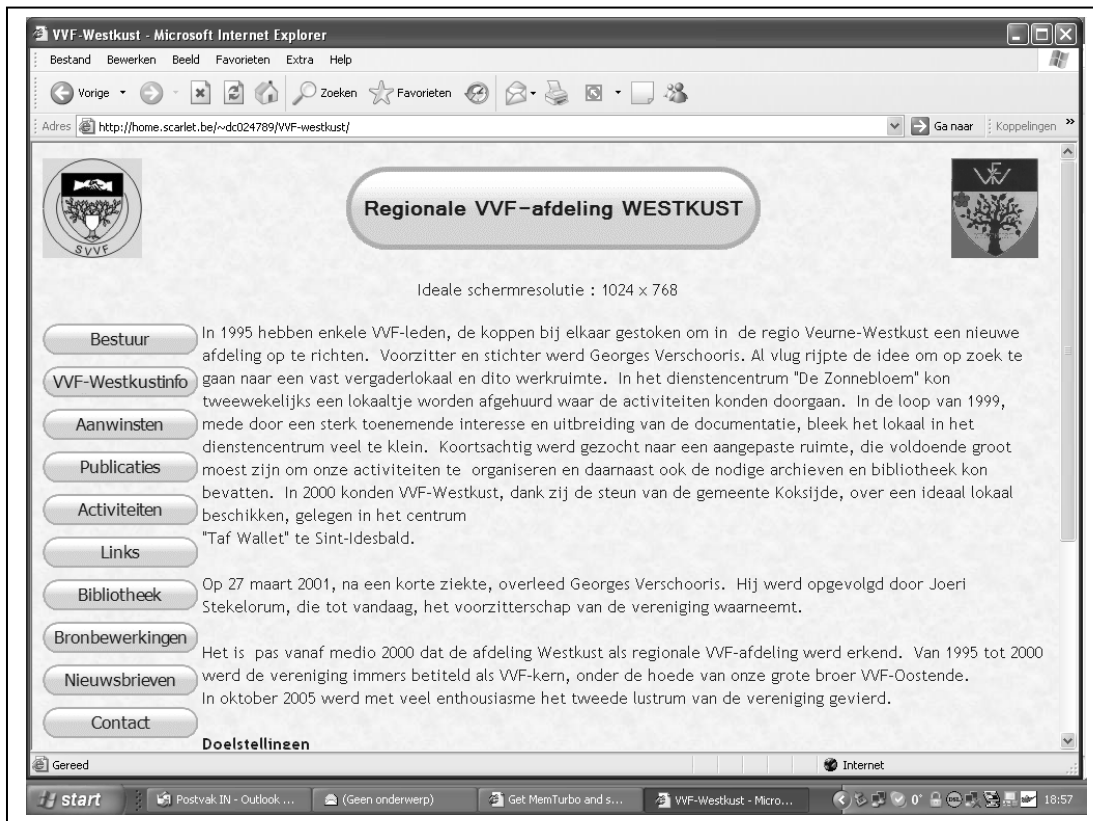 VVF-Westkust - Microsoft Internet Explorer
Bestand Bewerken Beeld Favorieten Extra Help
Vorige Zoeken Favorieten
Adres http://home.scarlet.be/~dc024789/VVF-westkust/ Ga naar Koppelingen »
SVVF
Regionale VVF-afdeling WESTKUST
VVF
Ideale schermresolutie : 1024 x 768
Bestuur
VVF-Westkustinfo
Aanwinsten
Publicaties
Activiteiten
Links
Bibliotheek
Bronbewerkingen
Nieuwsbrieven
Contact
In 1995 hebben enkele VVF-leden, de koppen bij elkaar gestoken om in de regio Veurne-Westkust een nieuwe
afdeling op te richten. Voorzitter en stichter werd Georges Verschooris. Al vlug rijpte de idee om op zoek te
gaan naar een vast vergaderlokaal en dito werkruimte. In het dienstencentrum "De Zonnebloem" kon
tweewekelijks een lokaaltje worden afgehuurd waar de activiteiten konden doorgaan. In de loop van 1999,
mede door een sterk toenemende interesse en uitbreiding van de documentatie, bleek het lokaal in het
dienstencentrum veel te klein. Koortsachtig werd gezocht naar een aangepaste ruimte, die voldoende groot
moest zijn om onze activiteiten te organiseren en daarnaast ook de nodige archieven en bibliotheek kon
bevatten. In 2000 konden VVF-Westkust, dank zij de steun van de gemeente Koksijde, over een ideaal lokaal
beschikken, gelegen in het centrum
"Taf Wallet" te Sint-Idesbald.
Op 27 maart 2001, na een korte ziekte, overleed Georges Verschooris. Hij werd opgevolgd door Joeri
Stekelorum, die tot vandaag, het voorzitterschap van de vereniging waarneemt.
Het is pas vanaf medio 2000 dat de afdeling Westkust als regionale VVF-afdeling werd erkend. Van 1995 tot 2000
werd de vereniging immers betiteld als VVF-kern, onder de hoede van onze grote broer VVF-Oostende.
In oktober 2005 werd met veel enthousiasme het tweede lustrum van de vereniging gevierd.
Doelstellingen
Gereed Internet
start Postvak IN - Outlook ... (Geen onderwerp) Get MemTurbo and s... VVF-Westkust - Micro... 0° 18:57